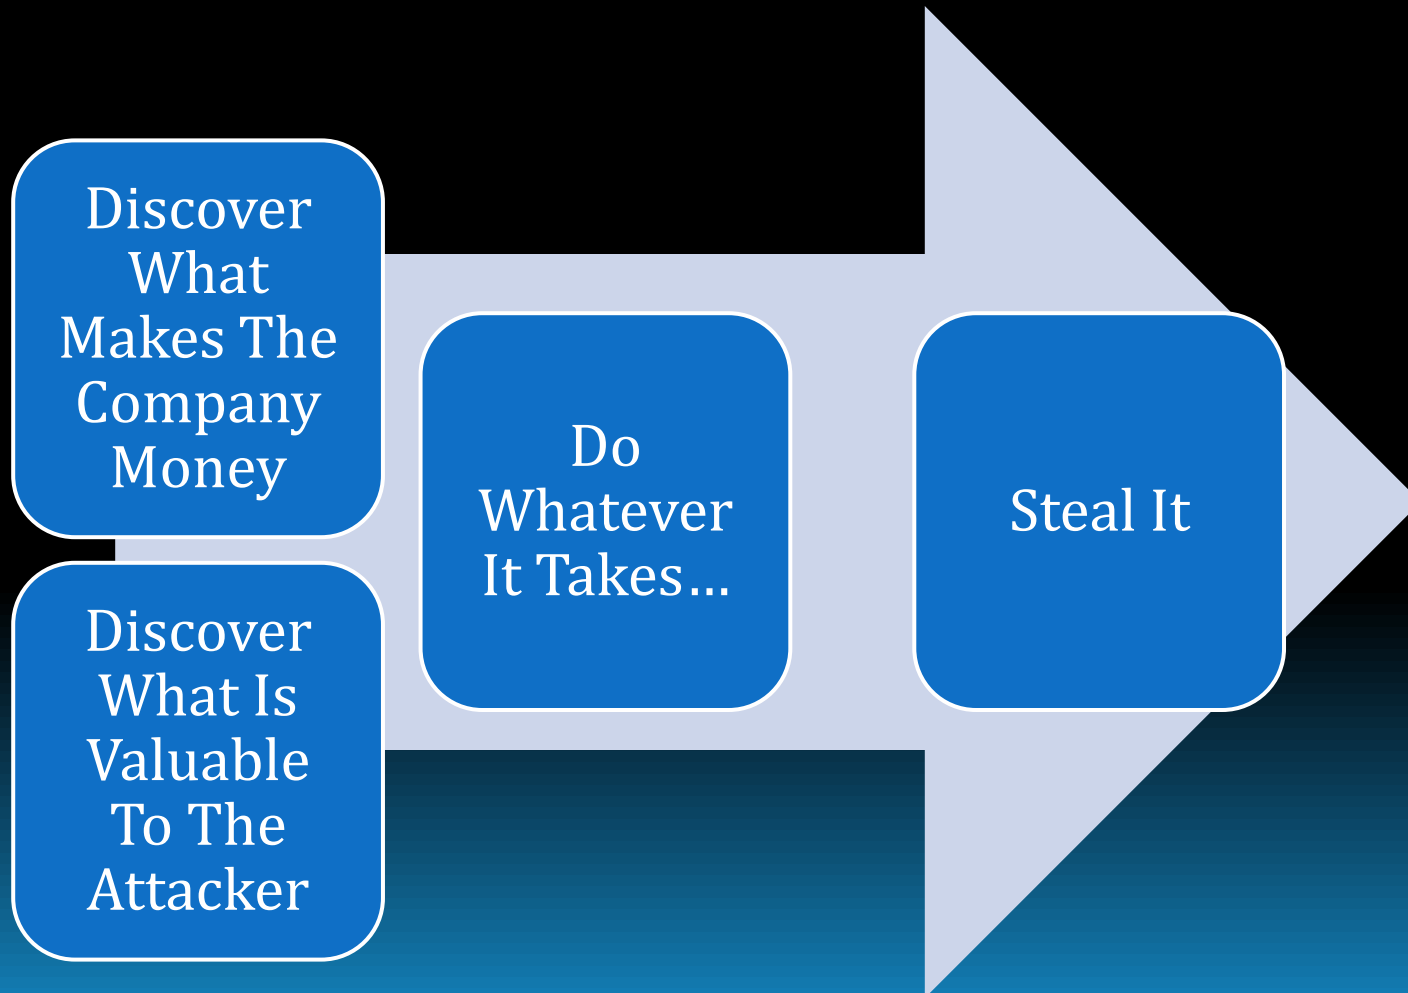 Discover
What
Makes The
Company
Money
Discover
What Is
Valuable
To The
Attacker
Do
Whatever
It Takes…
Steal It